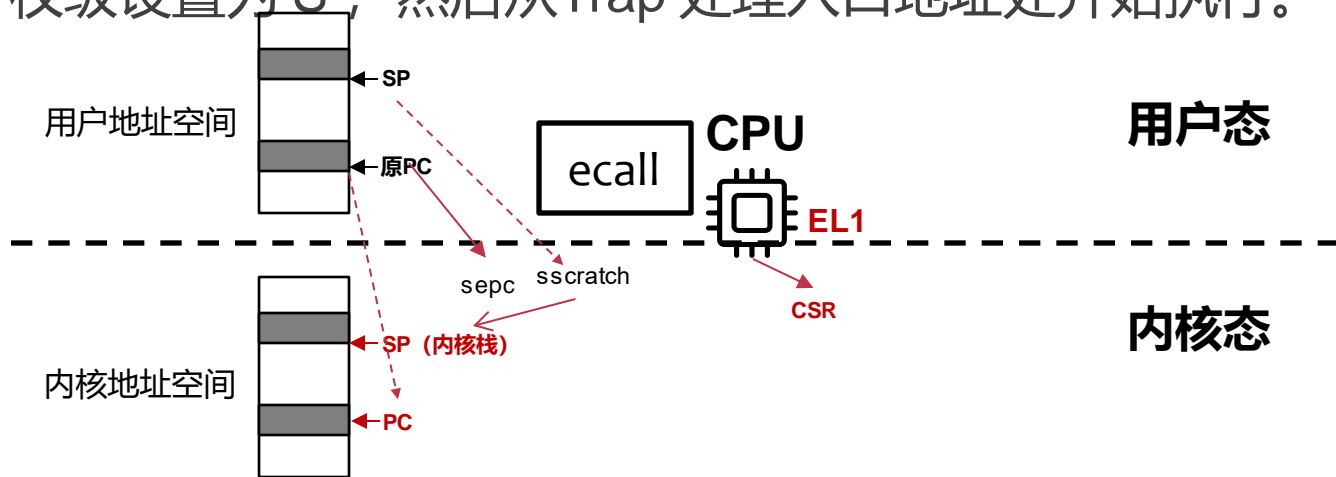 权级设置为 S ，然后从Trap 处理入口地址处开始执行。
SP
用户地址空间
原PC
ecall
CPU
用户态
EL1
sepc
sscratch
CSR
SP（内核栈）
内核态
内核地址空间
PC